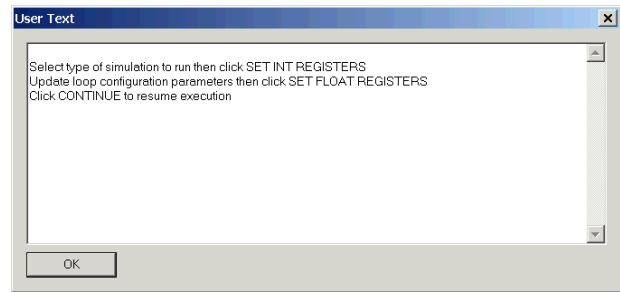 User Text
Select type of simulation to run then click SET INT REGISTERS
Update loop configuration parameters then click SET FLOAT REGISTERS
Click CONTINUE to resume execution
OK